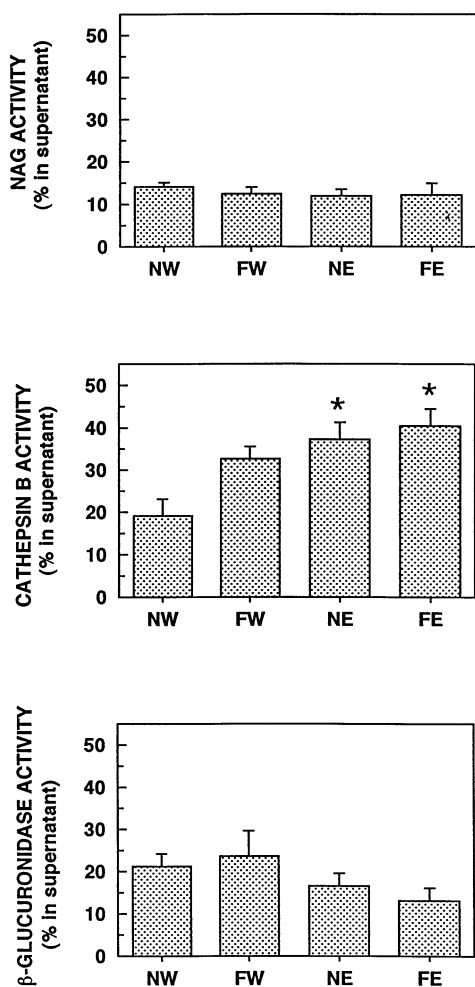 NAG ACTIVITY
(% in supernatant)
50
40
30
20
10
0
NW FW NE FE
CATHEPSIN B ACTIVITY
(% in supernatant)
50
40
30
20
10
0
* *
NW FW NE FE
β-GLUCURONIDASE ACTIVITY
(% in supernatant)
50
40
30
20
10
0
NW FW NE FE